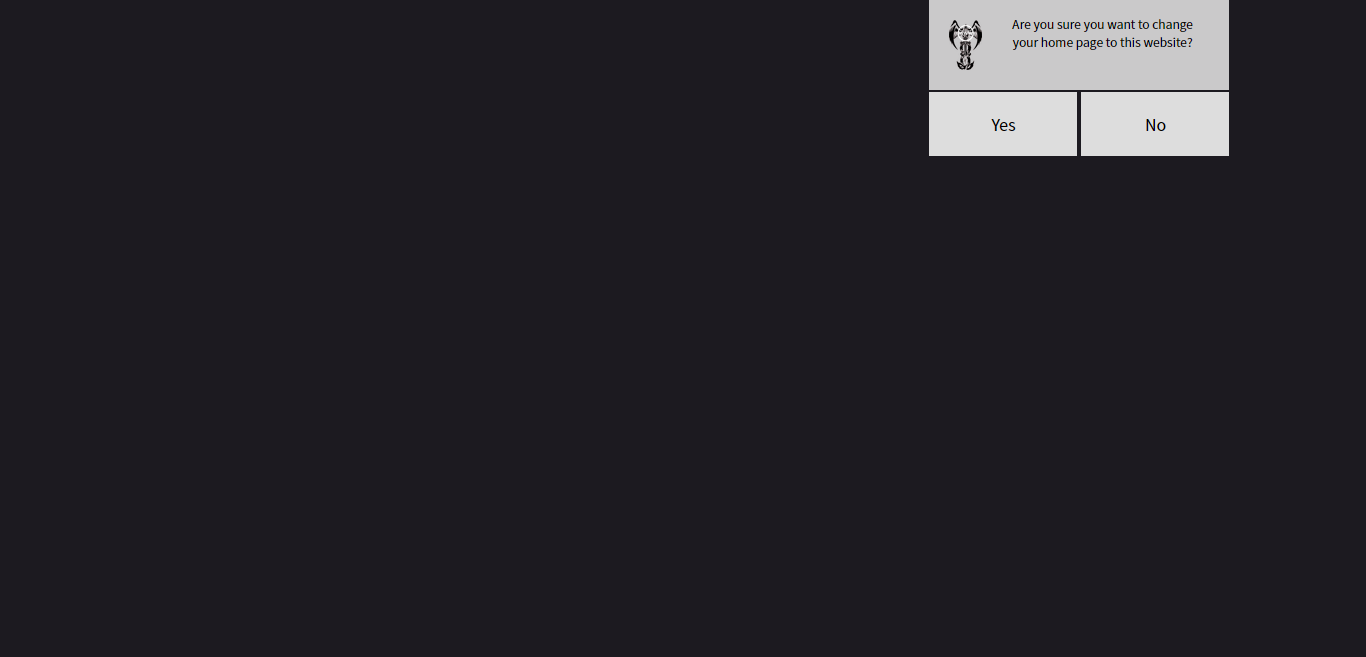 Are you sure you want to change
your home page to this website?
Yes
No